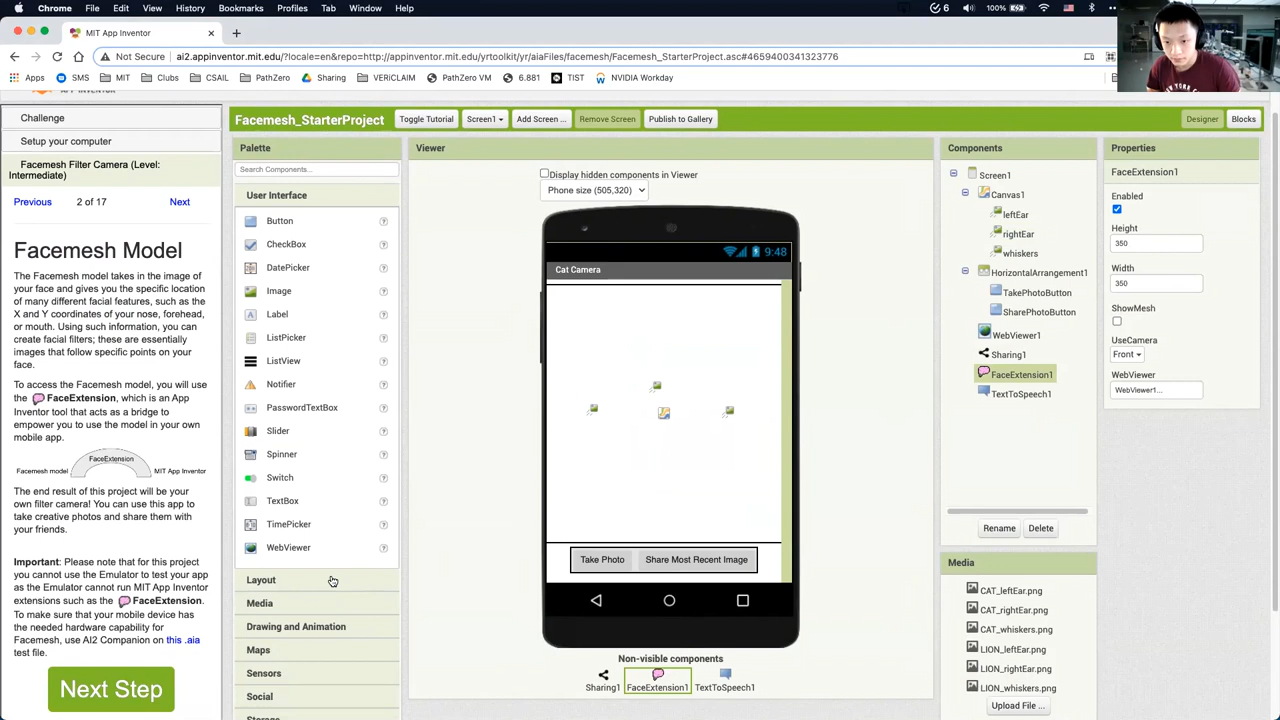 Chrome File Edit View History Bookmarks Profiles Tab Window Help
6 100%
MIT App Inventor
Not Secure ai2.appinventor.mit.edu/?locale=en&repo=http://appinventor.mit.edu/yrtoolkit/yr/aiaFiles/facemesh/Facemesh_StarterProject.asc#4659400341323776
Apps SMS MIT Clubs CSAIL PathZero Sharing VERICLAIM PathZero VM 6.881 TIST NVIDIA Workday
Challenge
Setup your computer
Facemesh Filter Camera (Level:
Intermediate)
Previous 2 of 17 Next
Facemesh Model
The Facemesh model takes in the image of
your face and gives you the specific location
of many different facial features, such as the
X and Y coordinates of your nose, forehead,
or mouth. Using such information, you can
create facial filters; these are essentially
images that follow specific points on your
face.
To access the Facemesh model, you will use
the FaceExtension, which is an App
Inventor tool that acts as a bridge to
empower you to use the model in your own
mobile app.
FaceExtension
Facemesh model MIT App Inventor
The end result of this project will be your
own filter camera! You can use this app to
take creative photos and share them with
your friends.
Important: Please note that for this project
you cannot use the Emulator to test your app
as the Emulator cannot run MIT App Inventor
extensions such as the FaceExtension.
To make sure that your mobile device has
the needed hardware capability for
Facemesh, use AI2 Companion on this .aia
test file.
Next Step
Facemesh_StarterProject Toggle Tutorial Screen1 Add Screen ... Remove Screen Publish to Gallery Designer Blocks
Palette
Search Components...
User Interface
Button ?
CheckBox ?
DatePicker ?
Image ?
Label ?
ListPicker ?
ListView ?
Notifier ?
PasswordTextBox ?
Slider ?
Spinner ?
Switch ?
TextBox ?
TimePicker ?
WebViewer ?
Layout
Media
Drawing and Animation
Maps
Sensors
Social
Storage
Viewer
Display hidden components in Viewer
Phone size (505,320)
9:48
Cat Camera
Take Photo Share Most Recent Image
Non-visible components
Sharing1 FaceExtension1 TextToSpeech1
Components
Screen1
Canvas1
leftEar
rightEar
whiskers
HorizontalArrangement1
TakePhotoButton
SharePhotoButton
WebViewer1
Sharing1
FaceExtension1
TextToSpeech1
Rename Delete
Media
CAT_leftEar.png
CAT_rightEar.png
CAT_whiskers.png
LION_leftEar.png
LION_rightEar.png
LION_whiskers.png
Upload File ...
Properties
FaceExtension1
Enabled
Height
350
Width
350
ShowMesh
UseCamera
Front
WebViewer
WebViewer1...